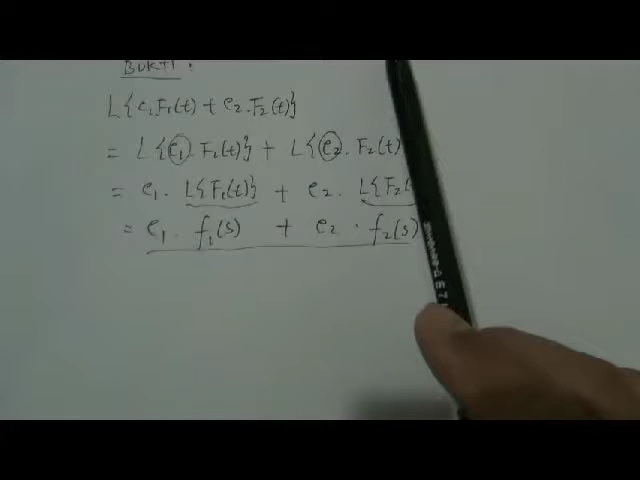 BUKTI :
L{c₁.F₁(t) + c₂.F₂(t)}
= L{c₁.F₁(t)} + L{c₂.F₂(t)
= c₁. L{F₁(t)} + c₂. L{F₂(
= c₁. f₁(s) + c₂ . f₂(s)